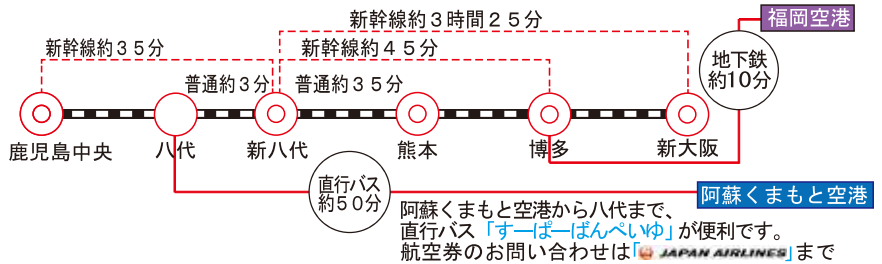 新幹線約３時間２５分
福岡空港
新幹線約３５分
新幹線約４５分
地下鉄
約10分
普通約３分
普通約３５分
鹿児島中央
八代
新八代
熊本
博多
新大阪
直行バス
約５０分
阿蘇くまもと空港
阿蘇くまもと空港から八代まで、
直行バス「すーぱーばんぺいゆ」が便利です。
航空券のお問い合わせは「JAPAN AIRLINES」まで